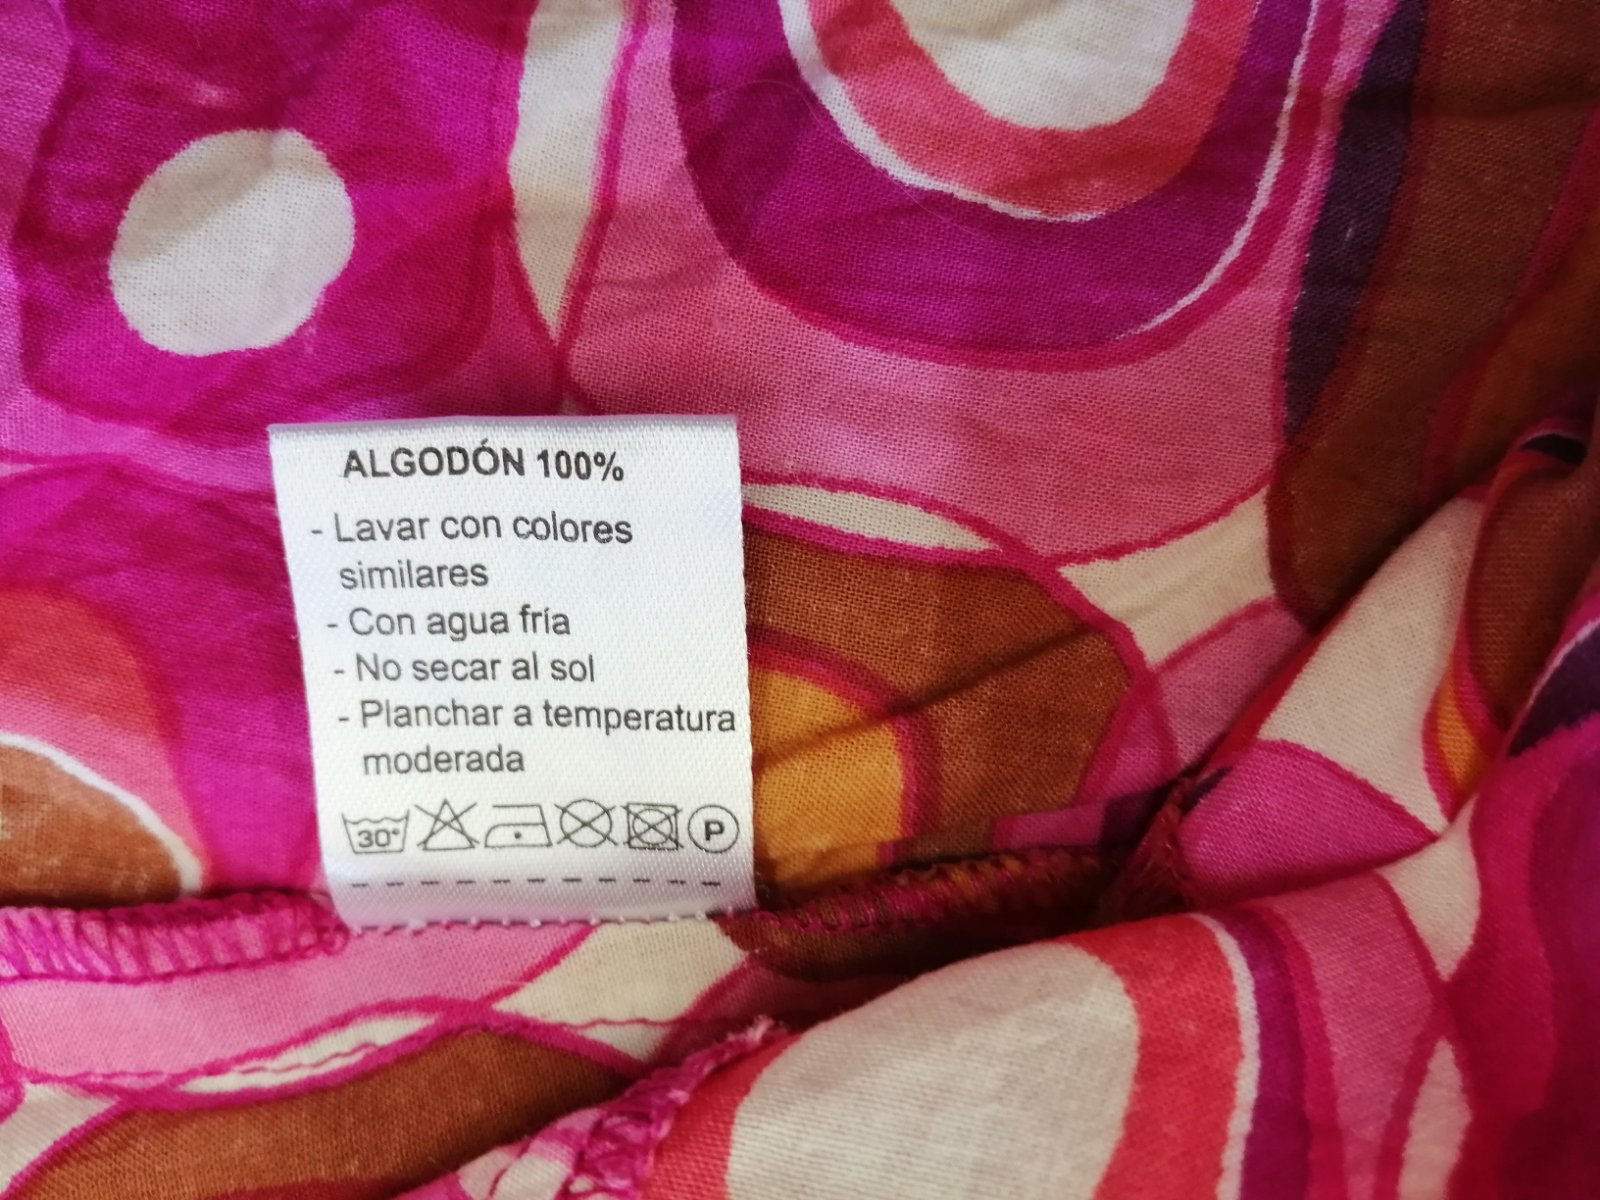 ALGODÓN 100%
- Lavar con colores
similares
- Con agua fría
- No secar al sol
- Planchar a temperatura
moderada
30°
P